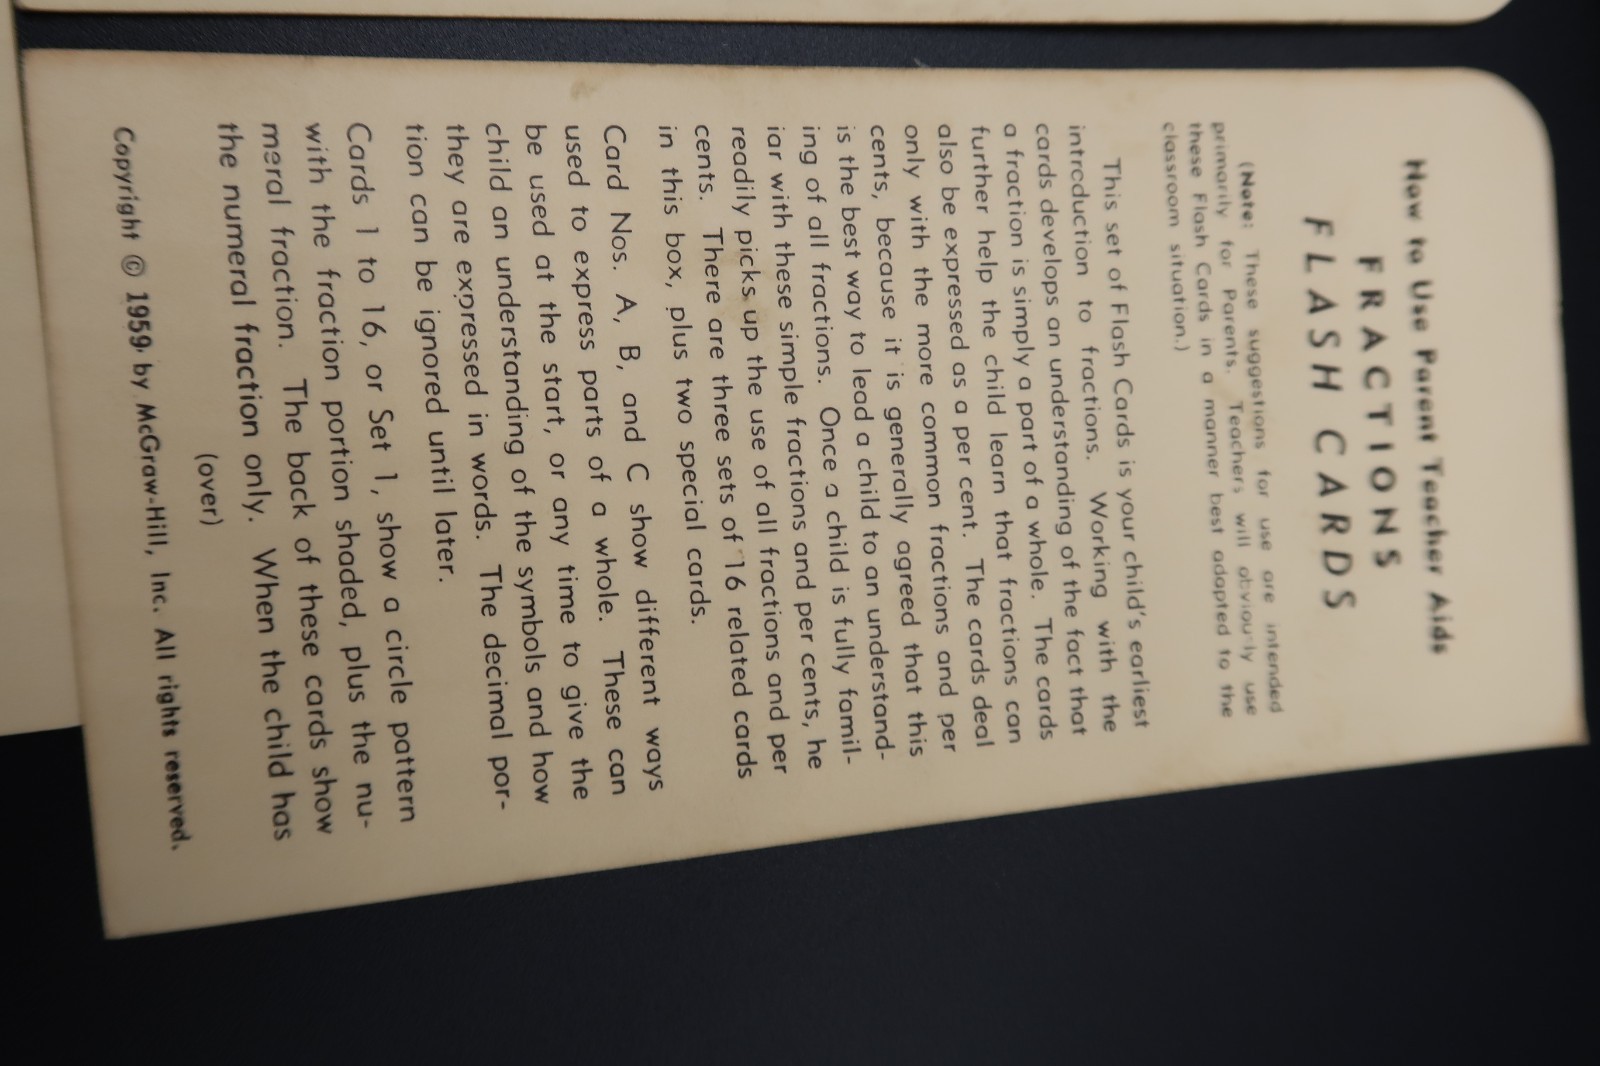 How to Use Parent Teacher Aids
FRACTIONS
FLASH CARDS
(Note: These suggestions for use are intended
primarily for Parents. Teachers will obviously use
these Flash Cards in a manner best adapted to the
classroom situation.)
This set of Flash Cards is your child's earliest
introduction to fractions. Working with the
cards develops an understanding of the fact that
a fraction is simply a part of a whole. The cards
further help the child learn that fractions can
also be expressed as a per cent. The cards deal
only with the more common fractions and per
cents, because it is generally agreed that this
is the best way to lead a child to an understand-
ing of all fractions. Once a child is fully famil-
iar with these simple fractions and per cents, he
readily picks up the use of all fractions and per
cents. There are three sets of 16 related cards
in this box, plus two special cards.
Card Nos. A, B, and C show different ways
used to express parts of a whole. These can
be used at the start, or any time to give the
child an understanding of the symbols and how
they are expressed in words. The decimal por-
tion can be ignored until later.
Cards 1 to 16, or Set 1, show a circle pattern
with the fraction portion shaded, plus the nu-
meral fraction. The back of these cards show
the numeral fraction only. When the child has
(over)
Copyright © 1959 by McGraw-Hill, Inc. All rights reserved.